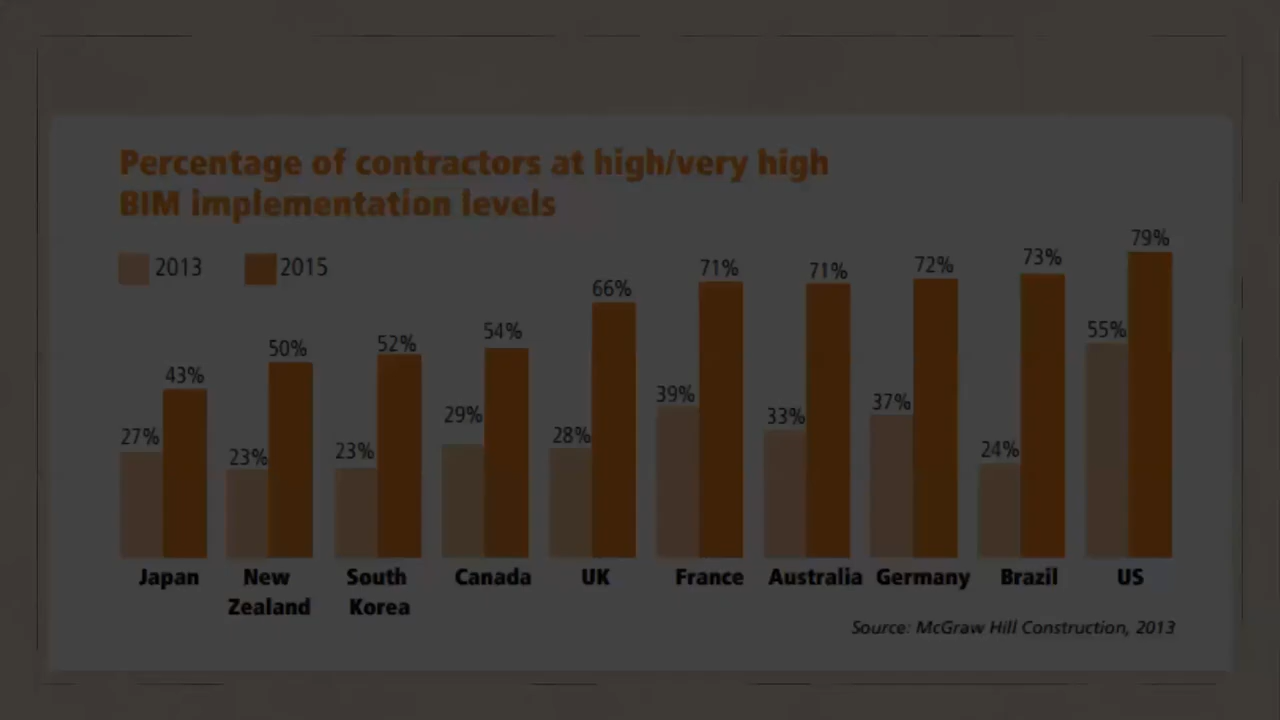 Percentage of contractors at high/very high
BIM implementation levels
2013 2015
27% 43% 23% 50% 23% 52% 29% 54% 28% 66% 39% 71% 33% 71% 37% 72% 24% 73% 55% 79%
Japan New South Canada UK France Australia Germany Brazil US
Zealand Korea
Source: McGraw Hill Construction, 2013